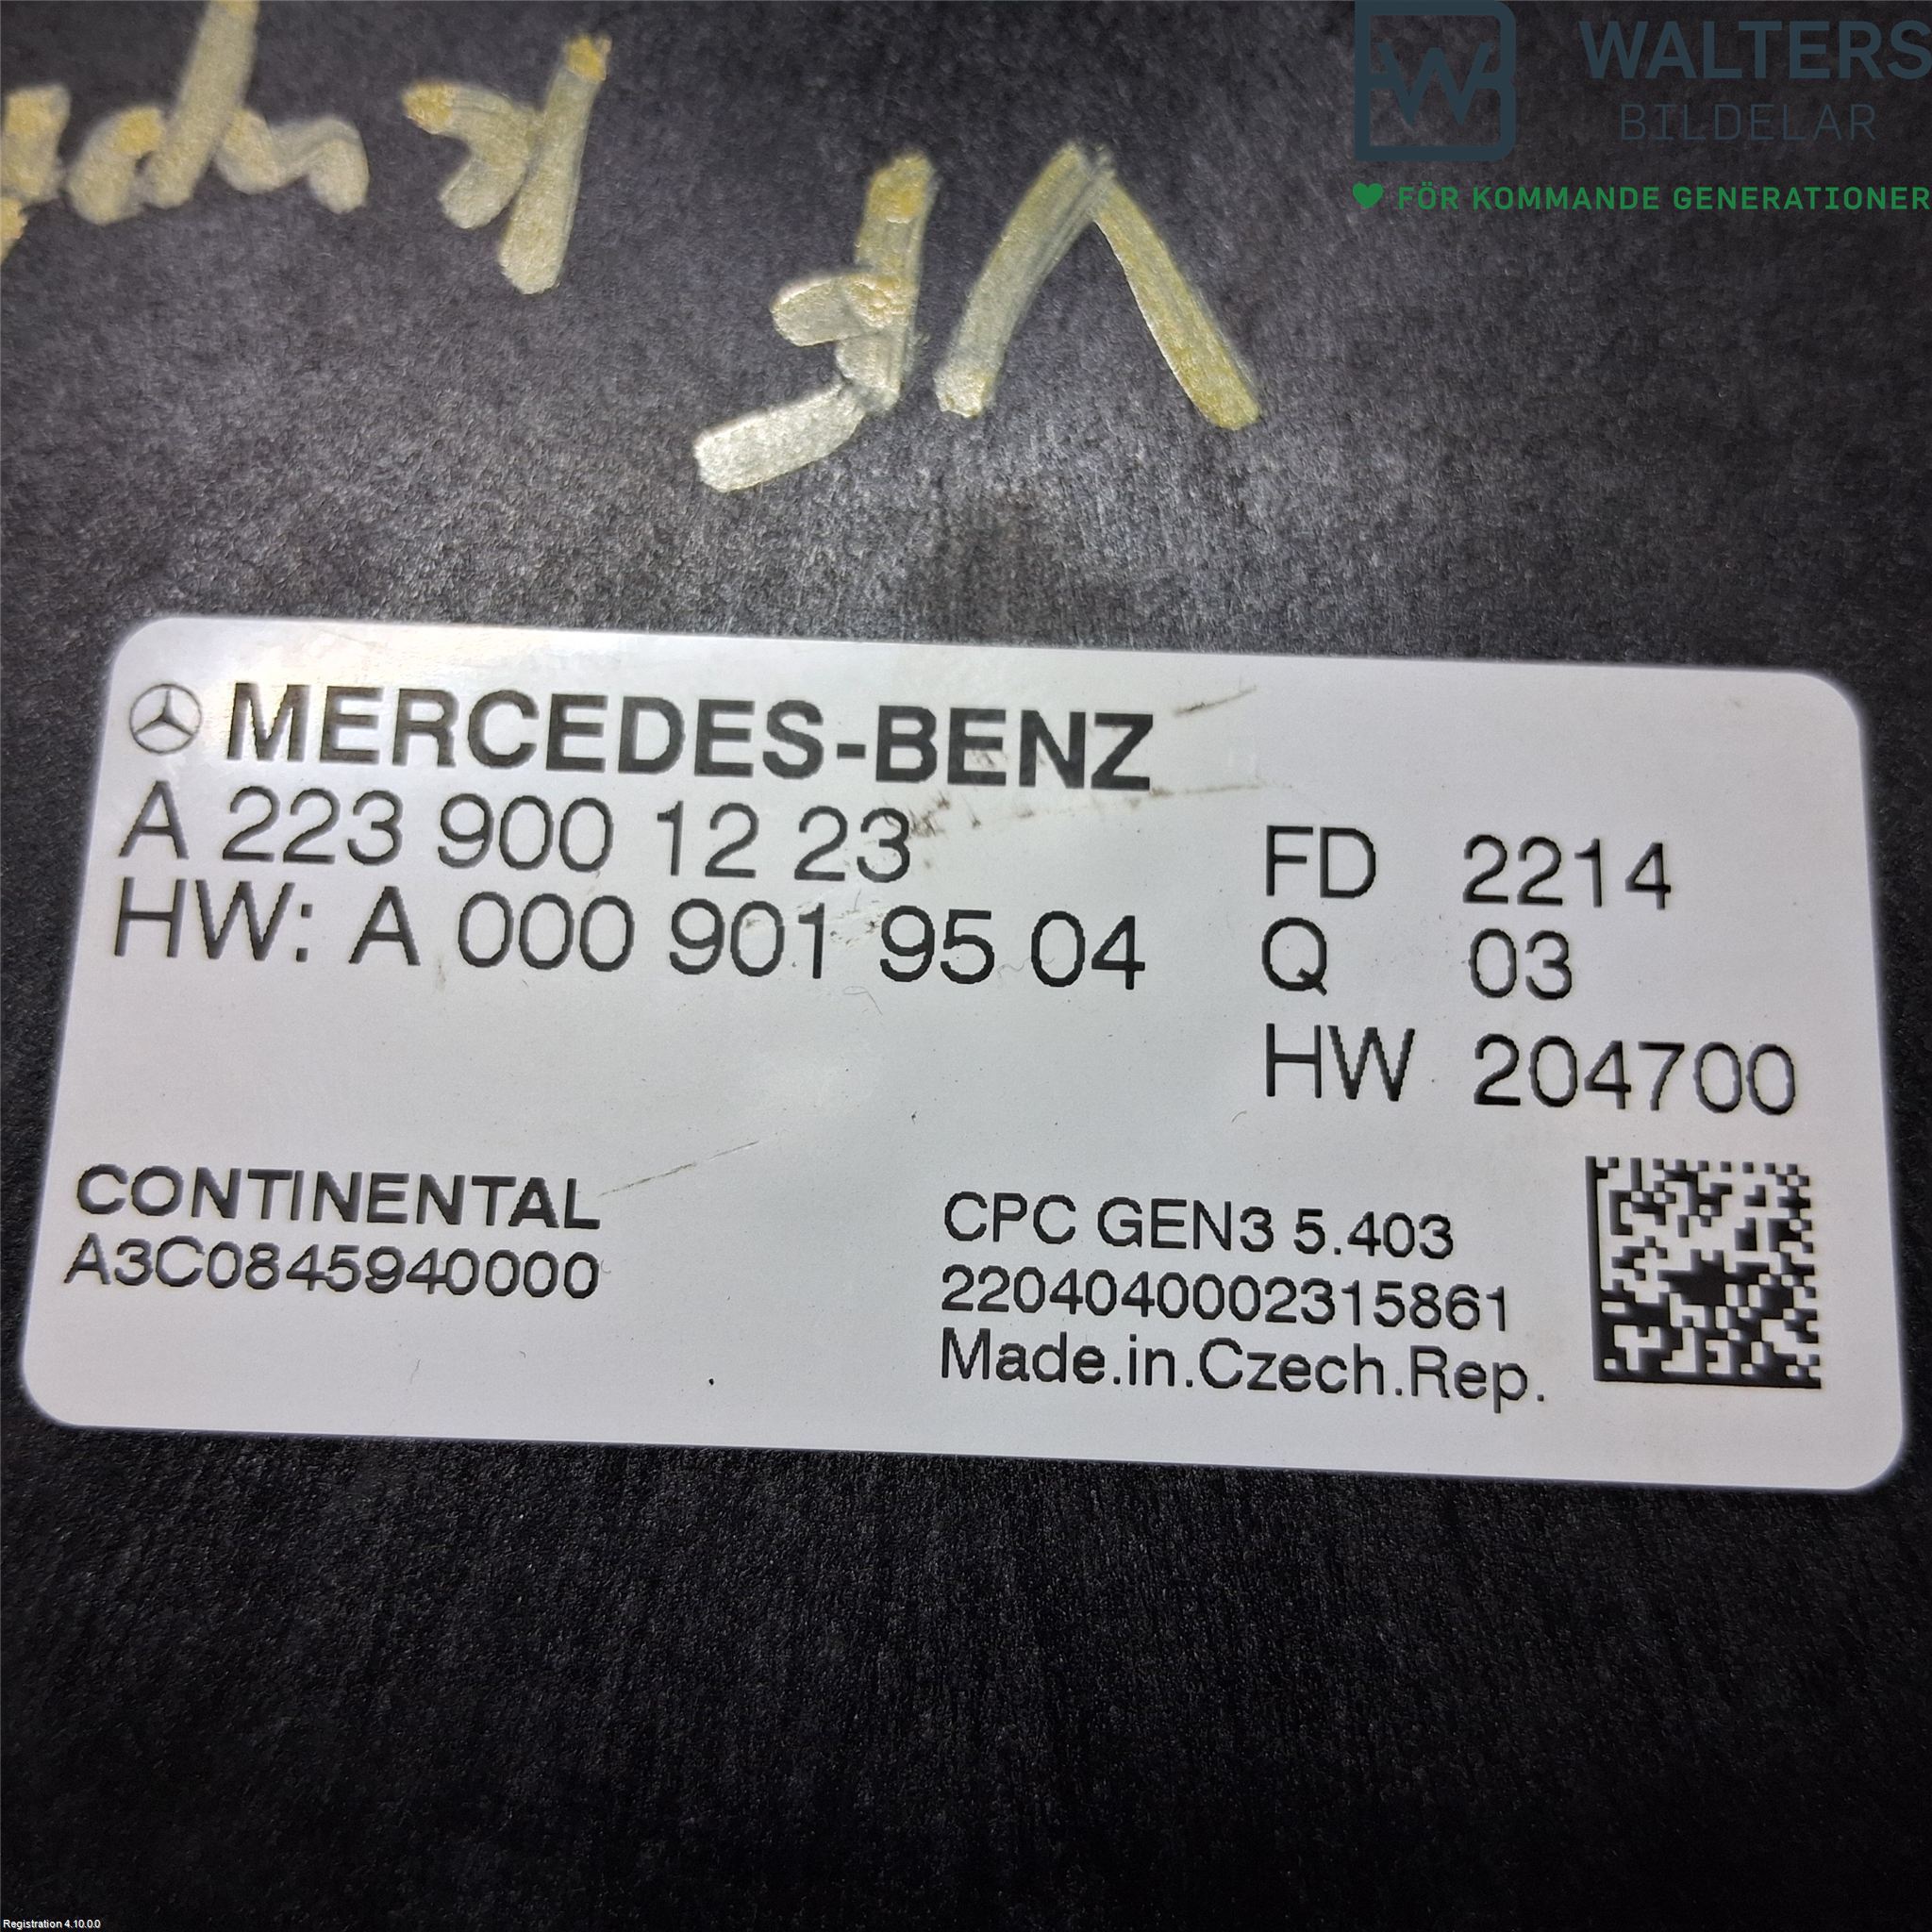 WALTERS
BILDELAR
FÖR KOMMANDE GENERATIONER
MERCEDES-BENZ
A 223 900 12 23
HW: A 000 901 95 04
FD 2214
Q 03
HW 204700
CONTINENTAL
A3C0845940000
CPC GEN3 5.403
2204040002315861
Made.in.Czech.Rep.
Registration 4.10.0.0